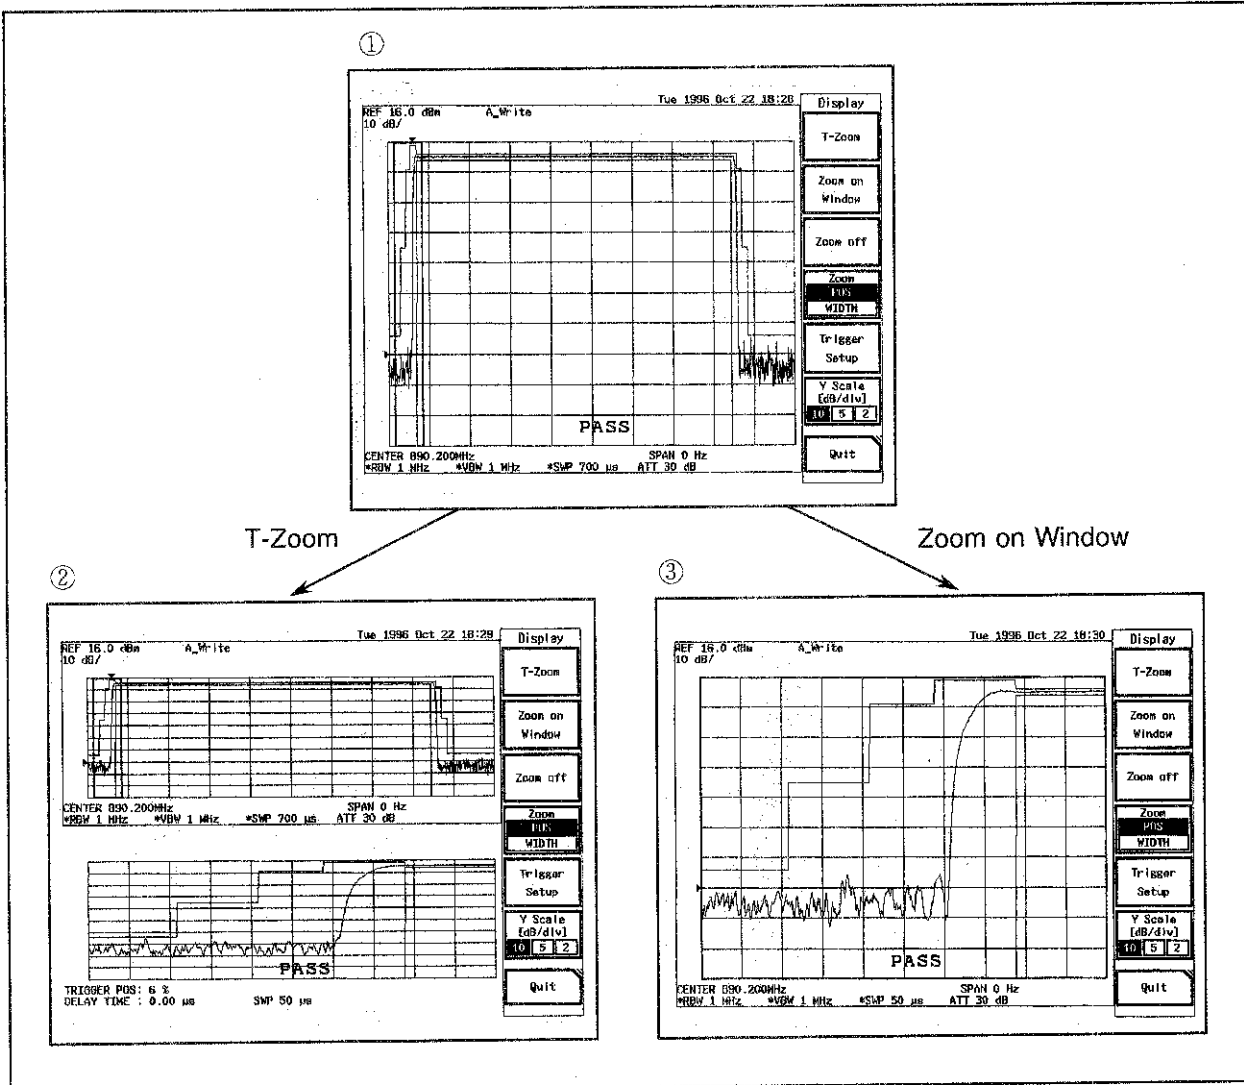 ①
Tue 1996 Oct 22 18:28
REF 16.0 dBm A_Write
10 dB/
PASS
CENTER 890.200MHz SPAN 0 Hz
*RBW 1 MHz *VBW 1 MHz *SWP 700 µs ATT 30 dB
Display
T-Zoom
Zoom on
Window
Zoom off
Zoom
POS
WIDTH
Trigger
Setup
Y Scale
[dB/div]
10 5 2
Quit
T-Zoom
Zoom on Window
②
Tue 1996 Oct 22 18:29
REF 16.0 dBm A_Write
10 dB/
CENTER 890.200MHz SPAN 0 Hz
*RBW 1 MHz *VBW 1 MHz *SWP 700 µs ATT 30 dB
PASS
TRIGGER POS: 6 %
DELAY TIME : 0.00 µs SWP 50 µs
Display
T-Zoom
Zoom on
Window
Zoom off
Zoom
POS
WIDTH
Trigger
Setup
Y Scale
[dB/div]
10 5 2
Quit
③
Tue 1996 Oct 22 18:30
REF 16.0 dBm A_Write
10 dB/
PASS
CENTER 890.200MHz SPAN 0 Hz
*RBW 1 MHz *VBW 1 MHz *SWP 50 µs ATT 30 dB
Display
T-Zoom
Zoom on
Window
Zoom off
Zoom
POS
WIDTH
Trigger
Setup
Y Scale
[dB/div]
10 5 2
Quit